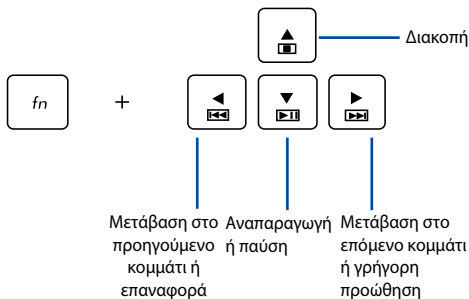 Διακοπή
fn
+
Μετάβαση στο
προηγούμενο
κομμάτι ή
επαναφορά
Αναπαραγωγή
ή παύση
Μετάβαση στο
επόμενο κομμάτι
ή γρήγορη
προώθηση